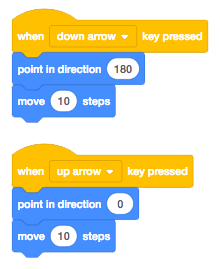 when down arrow key pressed
point in direction 180
move 10 steps
when up arrow key pressed
point in direction 0
move 10 steps